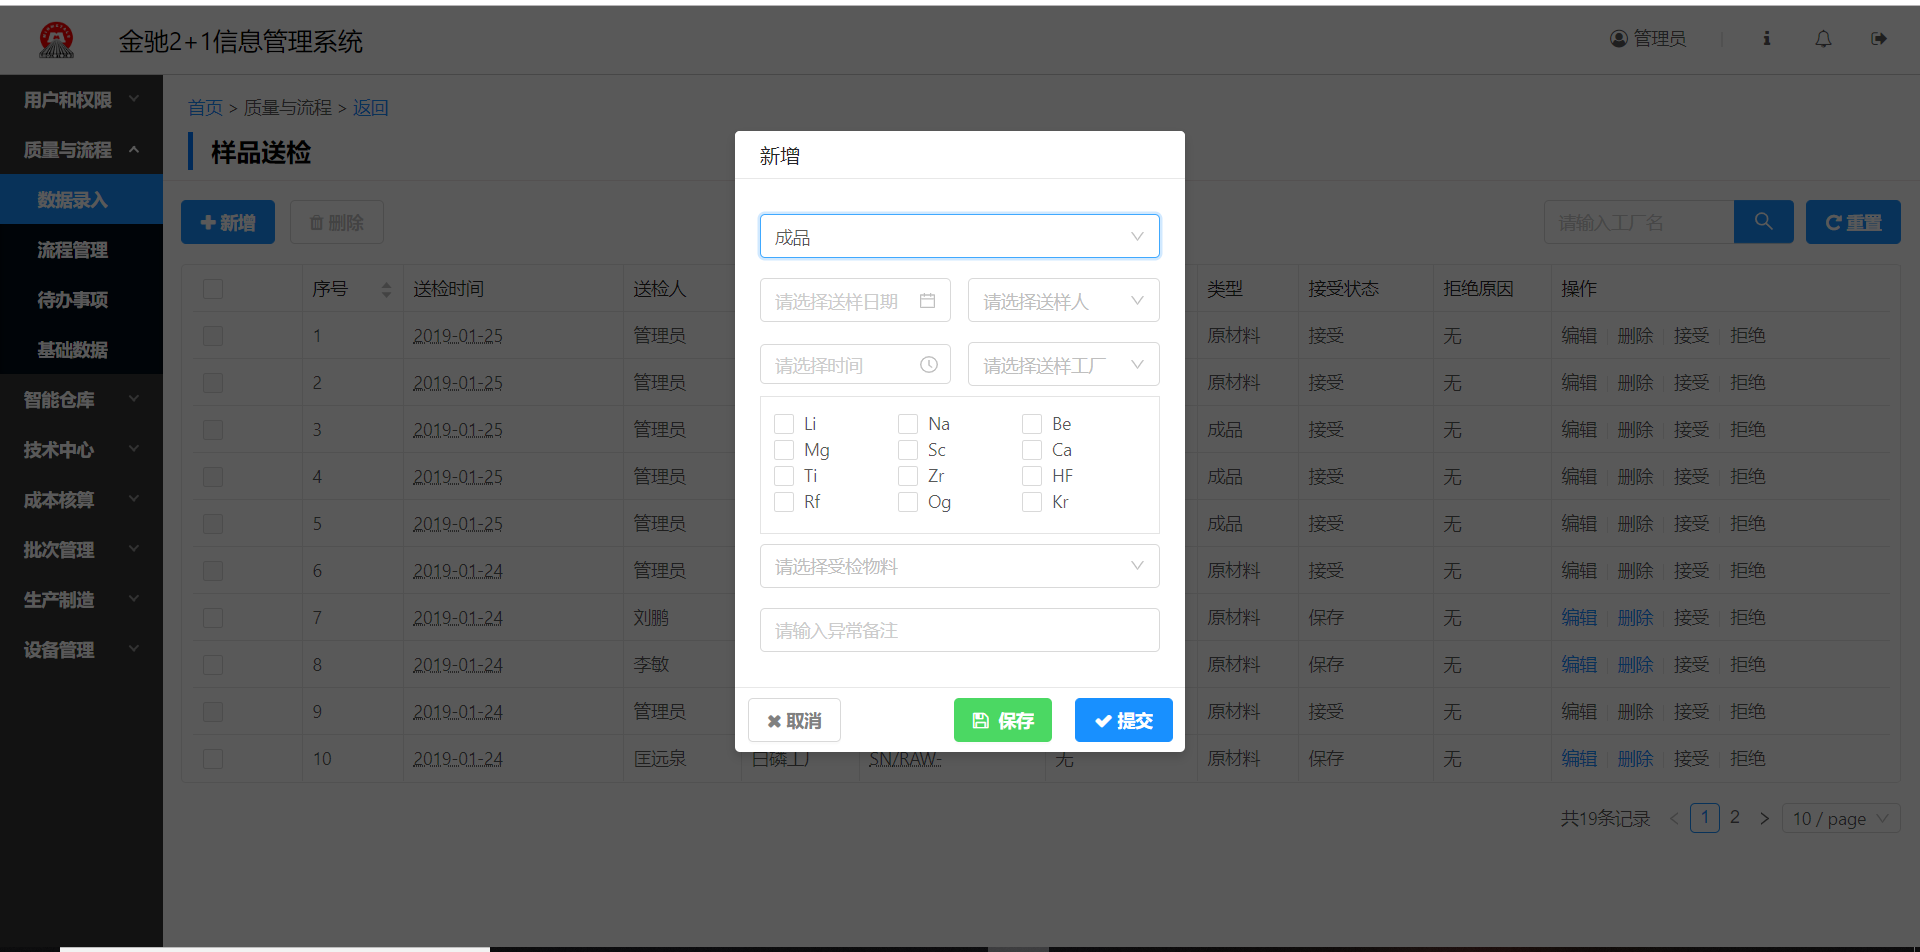 金驰2+1信息管理系统
管理员
用户和权限
质量与流程
数据录入
流程管理
待办事项
基础数据
智能仓库
技术中心
成本核算
批次管理
生产制造
设备管理
首页 > 质量与流程 > 返回
样品送检
新增 删除
请输入工厂名 重置
序号 送检时间 送检人 类型 接受状态 拒绝原因 操作
1 2019-01-25 管理员 原材料 接受 无 编辑 删除 接受 拒绝
2 2019-01-25 管理员 原材料 接受 无 编辑 删除 接受 拒绝
3 2019-01-25 管理员 成品 接受 无 编辑 删除 接受 拒绝
4 2019-01-25 管理员 成品 接受 无 编辑 删除 接受 拒绝
5 2019-01-25 管理员 成品 接受 无 编辑 删除 接受 拒绝
6 2019-01-24 管理员 原材料 接受 无 编辑 删除 接受 拒绝
7 2019-01-24 刘鹏 原材料 保存 无 编辑 删除 接受 拒绝
8 2019-01-24 李敏 原材料 保存 无 编辑 删除 接受 拒绝
9 2019-01-24 管理员 原材料 接受 无 编辑 删除 接受 拒绝
10 2019-01-24 匡远泉 白磷工厂 SN/RAW- 无 原材料 保存 无 编辑 删除 接受 拒绝
共19条记录 < 1 2 > 10 / page
新增
成品
请选择送样日期 请选择送样人
请选择时间 请选择送样工厂
Li Na Be
Mg Sc Ca
Ti Zr HF
Rf Og Kr
请选择受检物料
请输入异常备注
取消 保存 提交